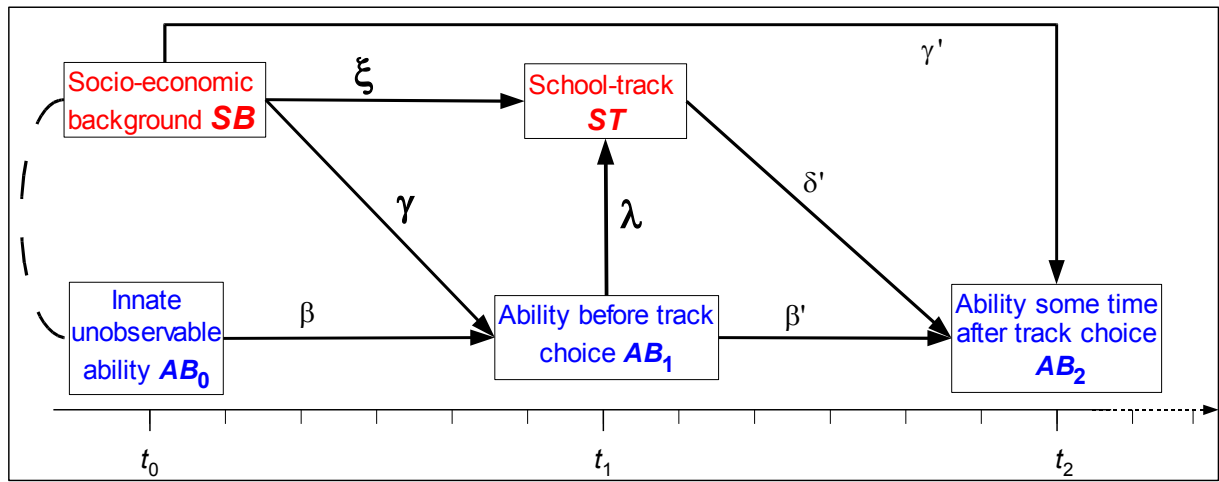 γ'
Socio-economic
background SB
ξ
School-track
ST
δ'
γ
λ
Innate
unobservable
ability AB0
β
Ability before track
choice AB1
β'
Ability some time
after track choice
AB2
t0
t1
t2